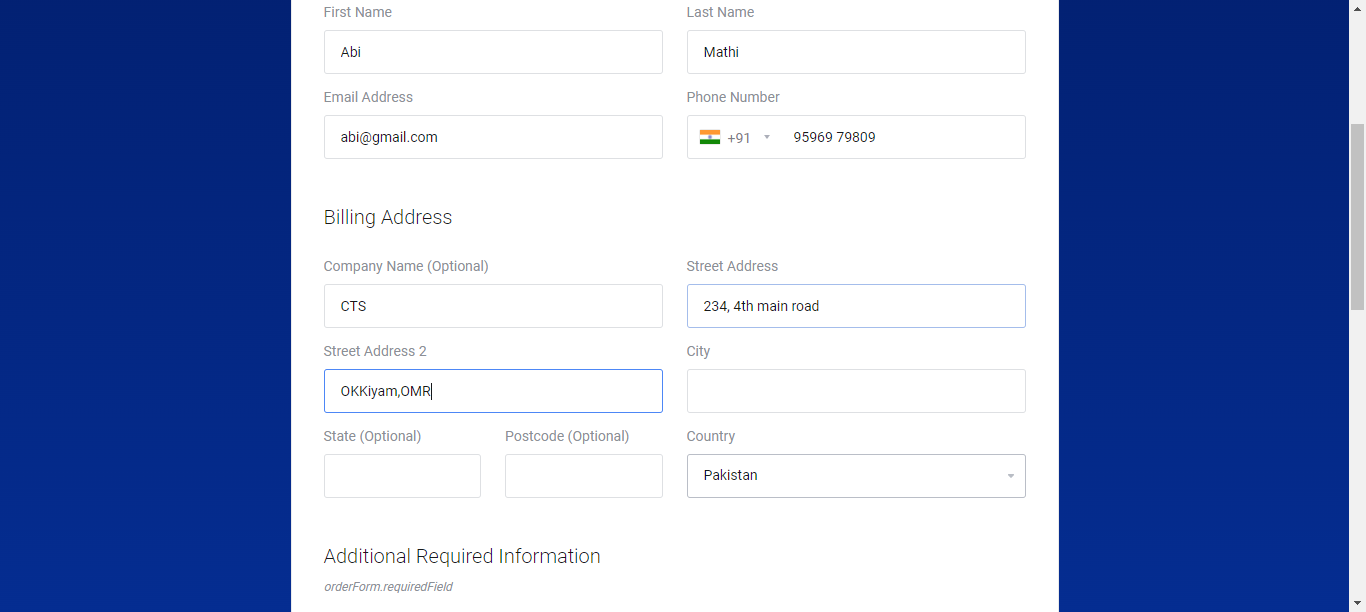 First Name
Last Name
Abi
Mathi
Email Address
Phone Number
abi@gmail.com
+91 95969 79809
Billing Address
Company Name (Optional)
Street Address
CTS
234, 4th main road
Street Address 2
City
OKKiyam,OMR
State (Optional)
Postcode (Optional)
Country
Pakistan
Additional Required Information
orderForm.requiredField